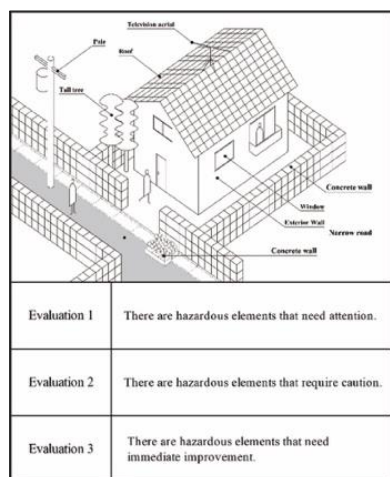 Television aerial
Pole
Roof
Tall tree
Concrete wall
Window
Exterior Wall
Narrow road
Concrete wall
Evaluation 1
There are hazardous elements that need attention.
Evaluation 2
There are hazardous elements that require caution.
Evaluation 3
There are hazardous elements that need
immediate improvement.